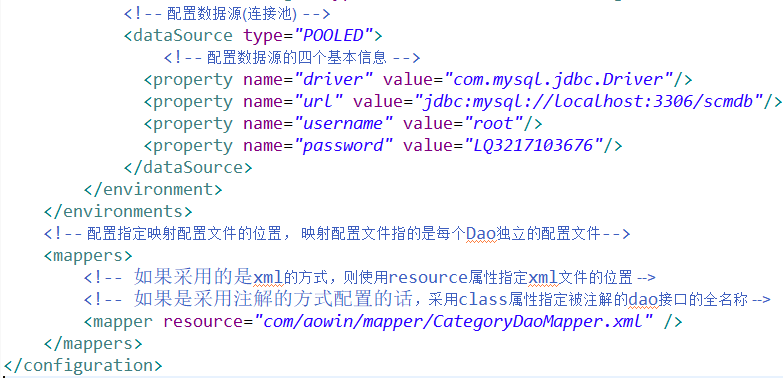 <!-- 配置数据源(连接池) -->
<dataSource type="POOLED">
<!-- 配置数据源的四个基本信息 -->
<property name="driver" value="com.mysql.jdbc.Driver"/>
<property name="url" value="jdbc:mysql://localhost:3306/scmdb"/>
<property name="username" value="root"/>
<property name="password" value="LQ3217103676"/>
</dataSource>
</environment>
</environments>
<!-- 配置指定映射配置文件的位置, 映射配置文件指的是每个Dao独立的配置文件-->
<mappers>
<!-- 如果采用的是xml的方式，则使用resource属性指定xml文件的位置 -->
<!-- 如果是采用注解的方式配置的话，采用class属性指定被注解的dao接口的全名称 -->
<mapper resource="com/aowin/mapper/CategoryDaoMapper.xml" />
</mappers>
</configuration>